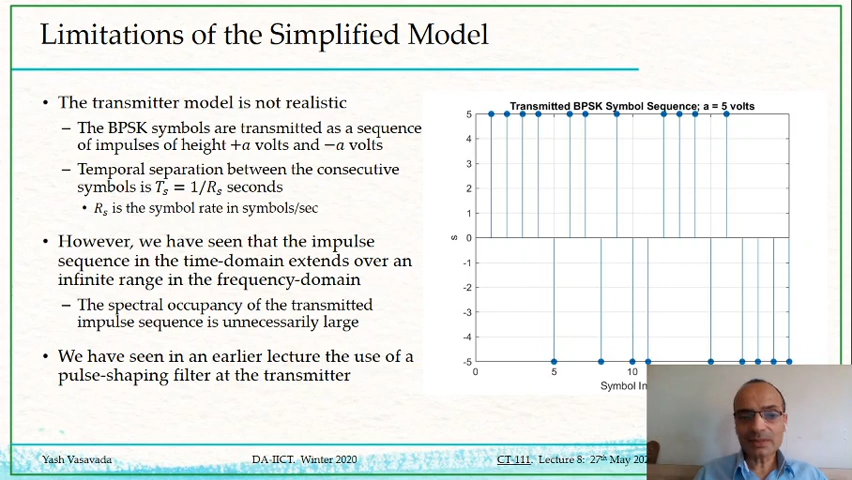 Limitations of the Simplified Model
• The transmitter model is not realistic
– The BPSK symbols are transmitted as a sequence
of impulses of height +a volts and −a volts
– Temporal separation between the consecutive
symbols is Tₛ = 1/Rₛ seconds
• Rₛ is the symbol rate in symbols/sec
• However, we have seen that the impulse
sequence in the time-domain extends over an
infinite range in the frequency-domain
– The spectral occupancy of the transmitted
impulse sequence is unnecessarily large
• We have seen in an earlier lecture the use of a
pulse-shaping filter at the transmitter
Transmitted BPSK Symbol Sequence; a = 5 volts
5
4
3
2
1
0
-1
-2
-3
-4
-5
s
0 5 10
Symbol In
Yash Vasavada DA-IICT, Winter 2020 CT-111, Lecture 8: 27th May 202